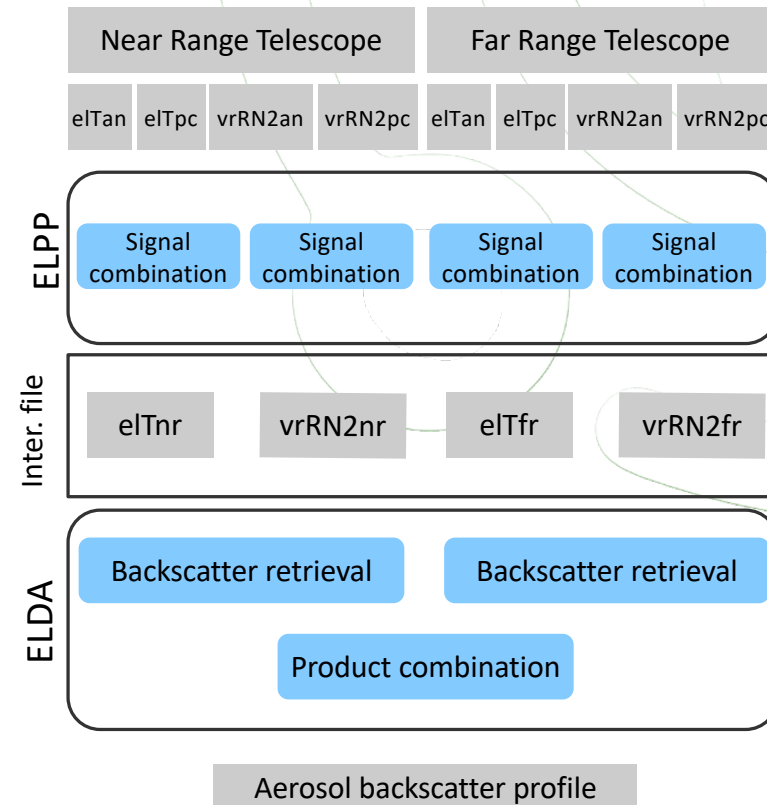 Near Range Telescope Far Range Telescope
elTan elTpc vrRN2an vrRN2pc elTan elTpc vrRN2an vrRN2pc
ELPP
Signal combination
Signal combination
Signal combination
Signal combination
Inter. file
elTnr vrRN2nr elTfr vrRN2fr
ELDA
Backscatter retrieval Backscatter retrieval
Product combination
Aerosol backscatter profile